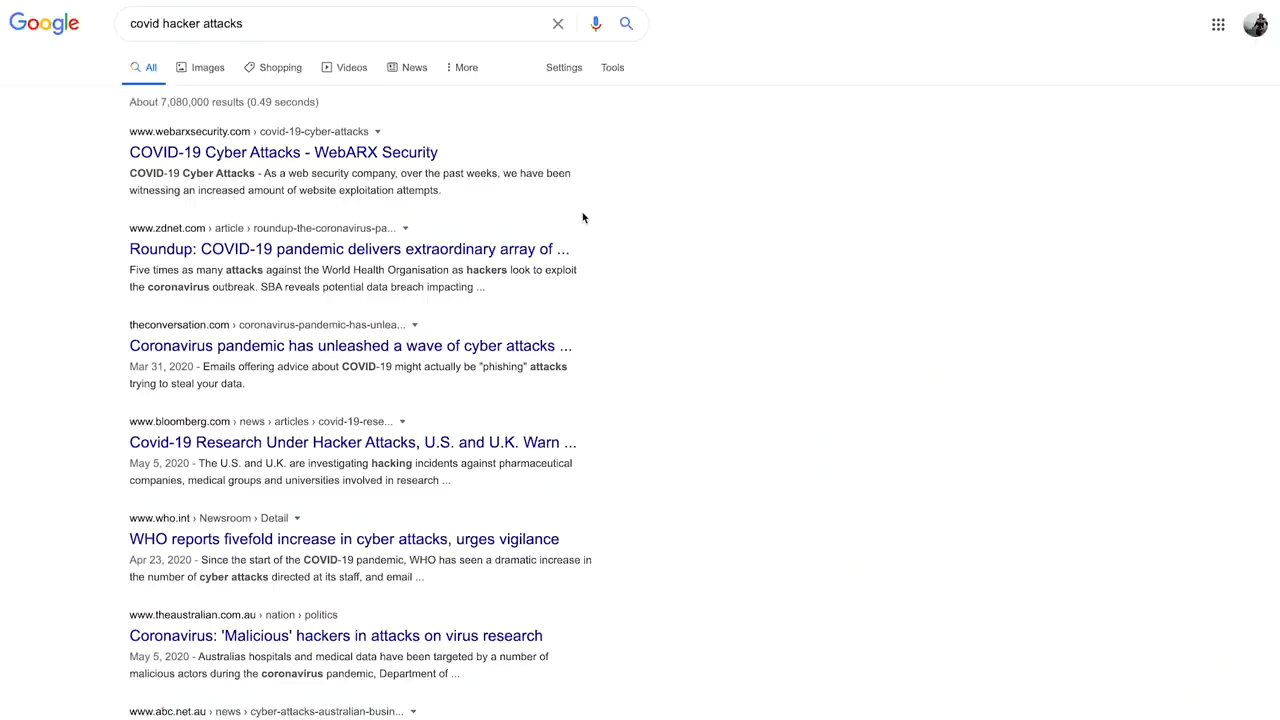 Google
covid hacker attacks
All Images Shopping Videos News More Settings Tools
About 7,080,000 results (0.49 seconds)
www.webarxsecurity.com › covid-19-cyber-attacks
COVID-19 Cyber Attacks - WebARX Security
COVID-19 Cyber Attacks - As a web security company, over the past weeks, we have been
witnessing an increased amount of website exploitation attempts.
www.zdnet.com › article › roundup-the-coronavirus-pa...
Roundup: COVID-19 pandemic delivers extraordinary array of ...
Five times as many attacks against the World Health Organisation as hackers look to exploit
the coronavirus outbreak. SBA reveals potential data breach impacting ...
theconversation.com › coronavirus-pandemic-has-unlea...
Coronavirus pandemic has unleashed a wave of cyber attacks ...
Mar 31, 2020 - Emails offering advice about COVID-19 might actually be "phishing" attacks
trying to steal your data.
www.bloomberg.com › news › articles › covid-19-rese...
Covid-19 Research Under Hacker Attacks, U.S. and U.K. Warn ...
May 5, 2020 - The U.S. and U.K. are investigating hacking incidents against pharmaceutical
companies, medical groups and universities involved in research ...
www.who.int › Newsroom › Detail
WHO reports fivefold increase in cyber attacks, urges vigilance
Apr 23, 2020 - Since the start of the COVID-19 pandemic, WHO has seen a dramatic increase in
the number of cyber attacks directed at its staff, and email ...
www.theaustralian.com.au › nation › politics
Coronavirus: 'Malicious' hackers in attacks on virus research
May 5, 2020 - Australias hospitals and medical data have been targeted by a number of
malicious actors during the coronavirus pandemic, Department of ...
www.abc.net.au › news › cyber-attacks-australian-busin...